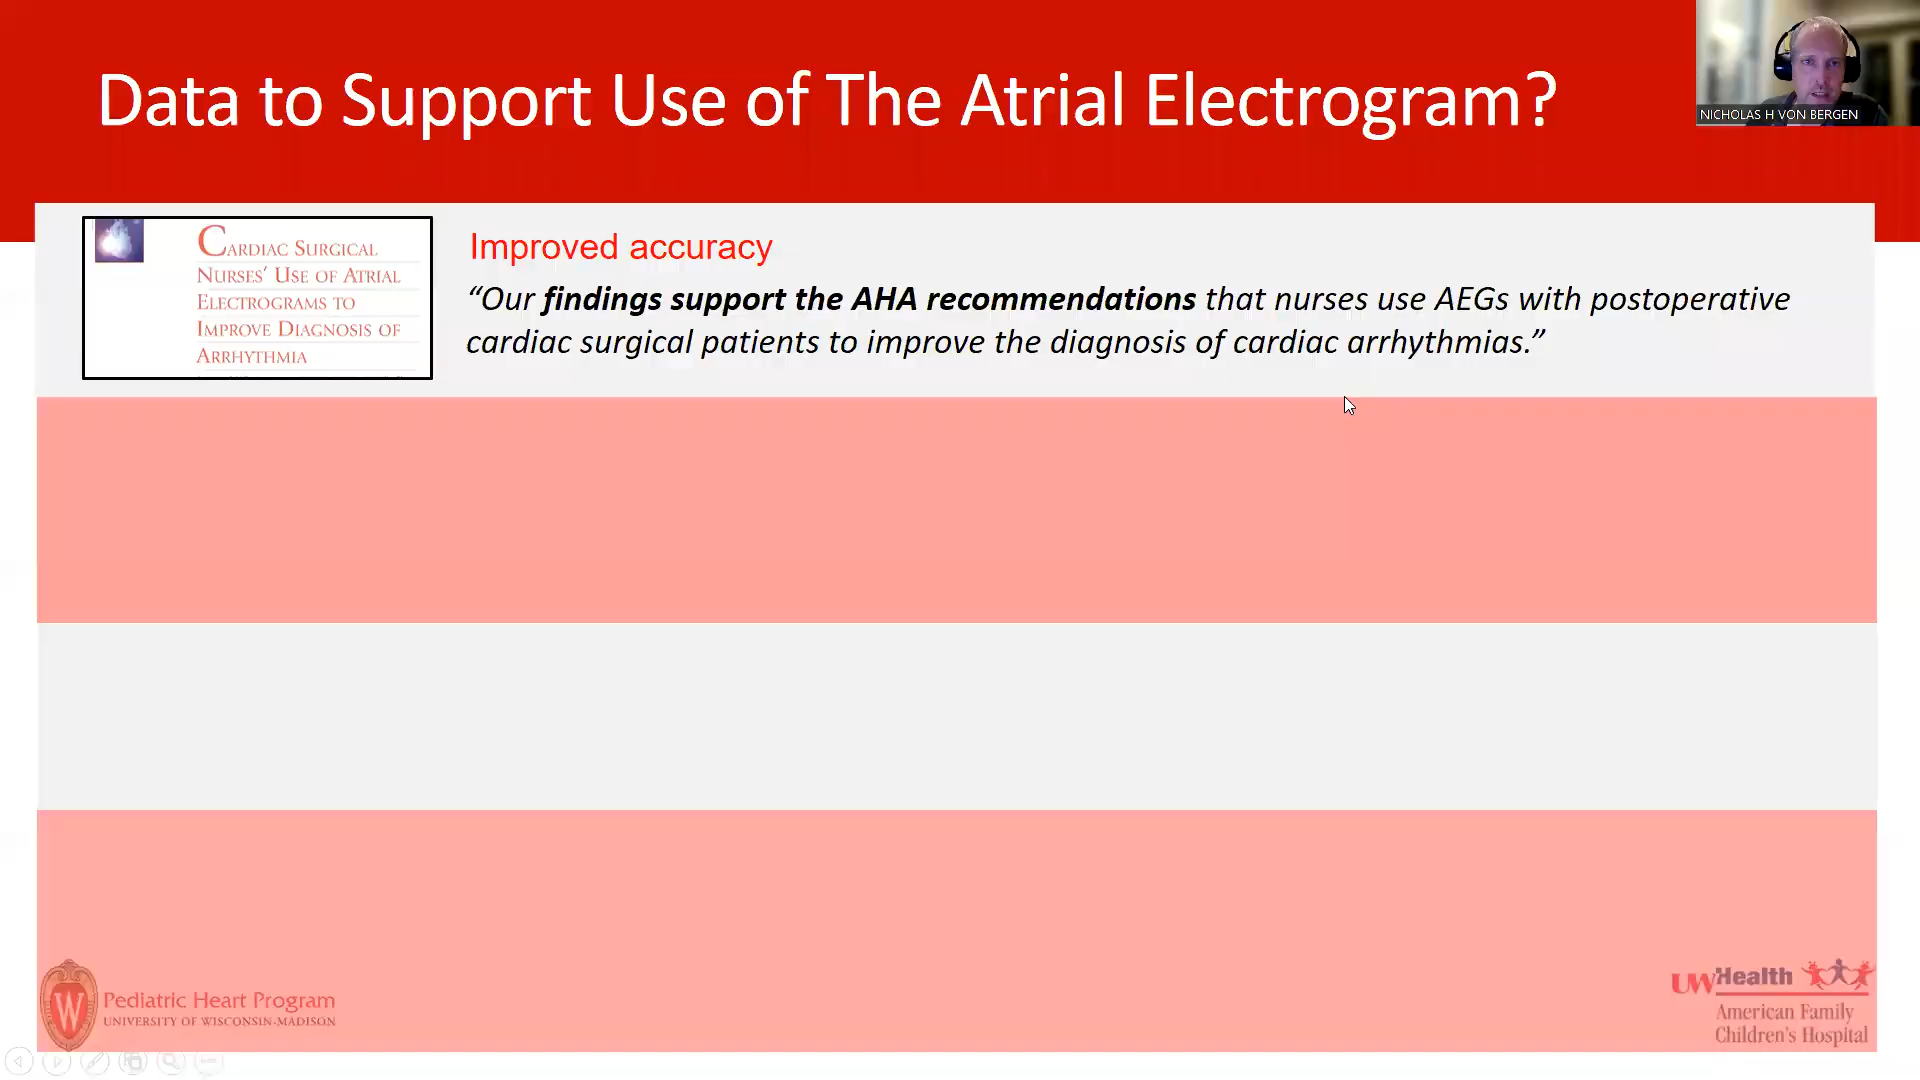 Data to Support Use of The Atrial Electrogram?
NICHOLAS H VON BERGEN
CARDIAC SURGICAL
NURSES' USE OF ATRIAL
ELECTROGRAMS TO
IMPROVE DIAGNOSIS OF
ARRHYTHMIA
Improved accuracy
“Our findings support the AHA recommendations that nurses use AEGs with postoperative
cardiac surgical patients to improve the diagnosis of cardiac arrhythmias.”
W
Pediatric Heart Program
UNIVERSITY OF WISCONSIN-MADISON
UWHealth
American Family
Children's Hospital